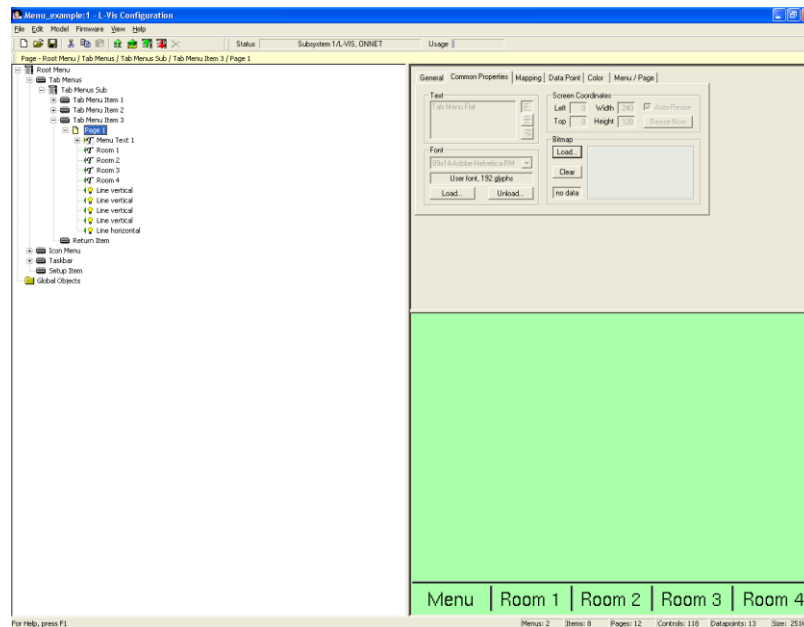 Menu_example:1 - L-Vis Configuration
File Edit Model Firmware View Help
Status Subsystem 1/L-VIS, ONNET Usage
Page - Root Menu / Tab Menus / Tab Menus Sub / Tab Menu Item 3 / Page 1
Root Menu
Tab Menus
Tab Menus Sub
Tab Menu Item 1
Tab Menu Item 2
Tab Menu Item 3
Page 1
Menu Text 1
Room 1
Room 2
Room 3
Room 4
Line vertical
Line vertical
Line vertical
Line vertical
Line horizontal
Return Item
Icon Menu
Taskbar
Setup Item
Global Objects
General Common Properties Mapping Data Point Color Menu / Page
Text
Tab Menu Flat
Font
09x14-Adobe-Helvetica-RM
User font, 192 glyphs
Load... Unload...
Screen Coordinates
Left 0 Width 240 Auto Resize
Top 0 Height 128 Resize Now
Bitmap
Load...
Clear
no data
Menu Room 1 Room 2 Room 3 Room 4
For Help, press F1 Menus: 2 Items: 8 Pages: 12 Controls: 118 Datapoints: 13 Size: 251k